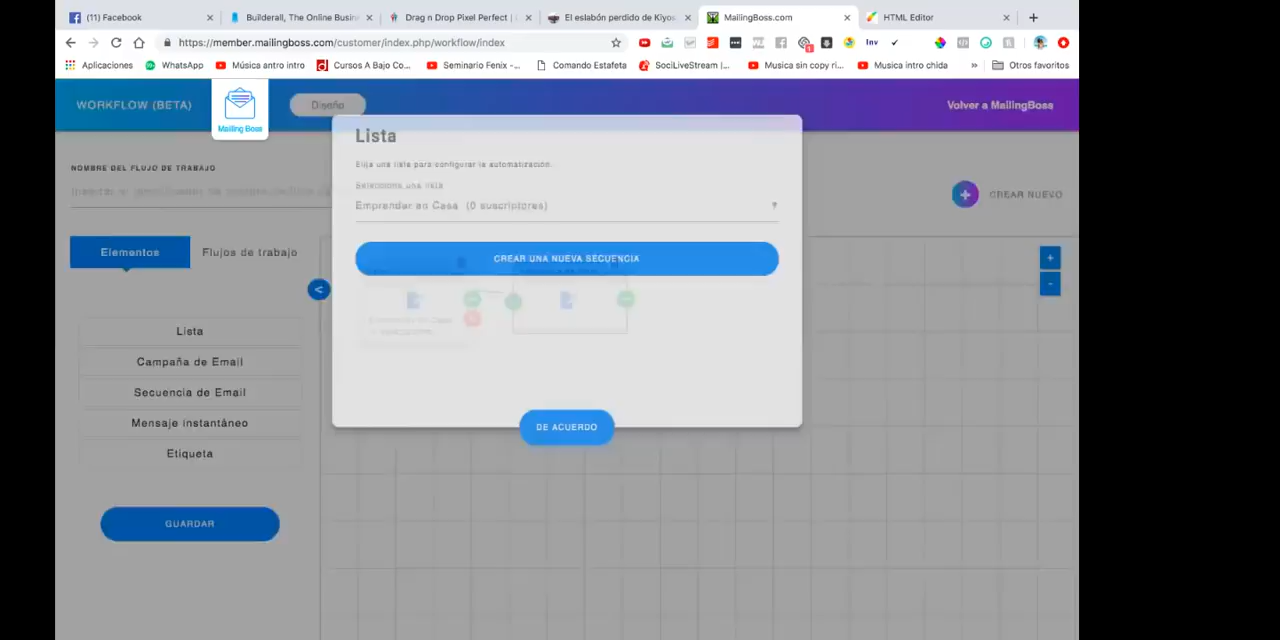 (11) Facebook
Builderall, The Online Busin
Drag n Drop Pixel Perfect |
El eslabón perdido de Kiyos
MailingBoss.com
HTML Editor
https://member.mailingboss.com/customer/index.php/workflow/index
Inv
Aplicaciones
WhatsApp
Música antro intro
Cursos A Bajo Co...
Seminario Fenix -...
Comando Estafeta
SociLiveStream |...
Musica sin copy ri...
Musica intro chida
»
Otros favoritos
WORKFLOW (BETA)
Mailing Boss
Diseño
Volver a MailingBoss
Lista
Elija una lista para configurar la automatización.
Seleccione una lista
Emprender en Casa (0 suscriptores)
?
CREAR UNA NUEVA SECUENCIA
DE ACUERDO
NOMBRE DEL FLUJO DE TRABAJO
+ CREAR NUEVO
Elementos
Flujos de trabajo
<
+
-
Lista
Campaña de Email
Secuencia de Email
Mensaje instantáneo
Etiqueta
GUARDAR